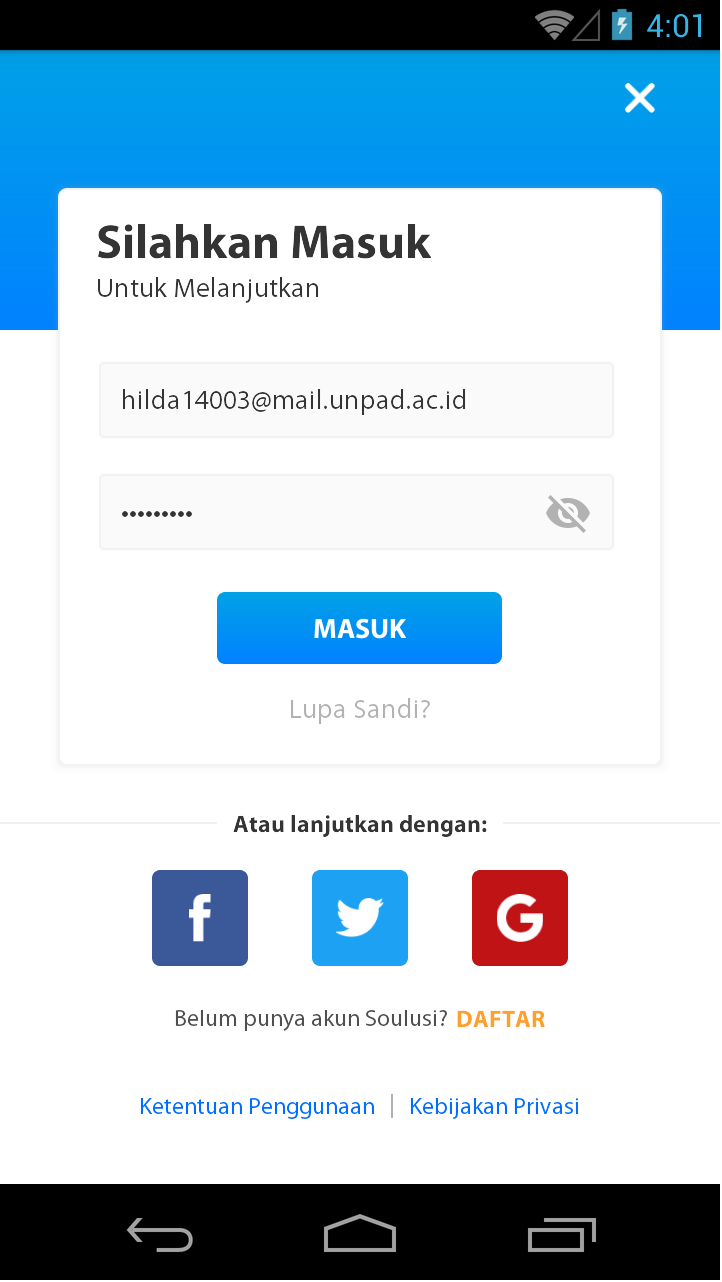 4:01
Silahkan Masuk
Untuk Melanjutkan
hilda14003@mail.unpad.ac.id
•••••••••
MASUK
Lupa Sandi?
Atau lanjutkan dengan:
Belum punya akun Soulusi? DAFTAR
Ketentuan Penggunaan | Kebijakan Privasi